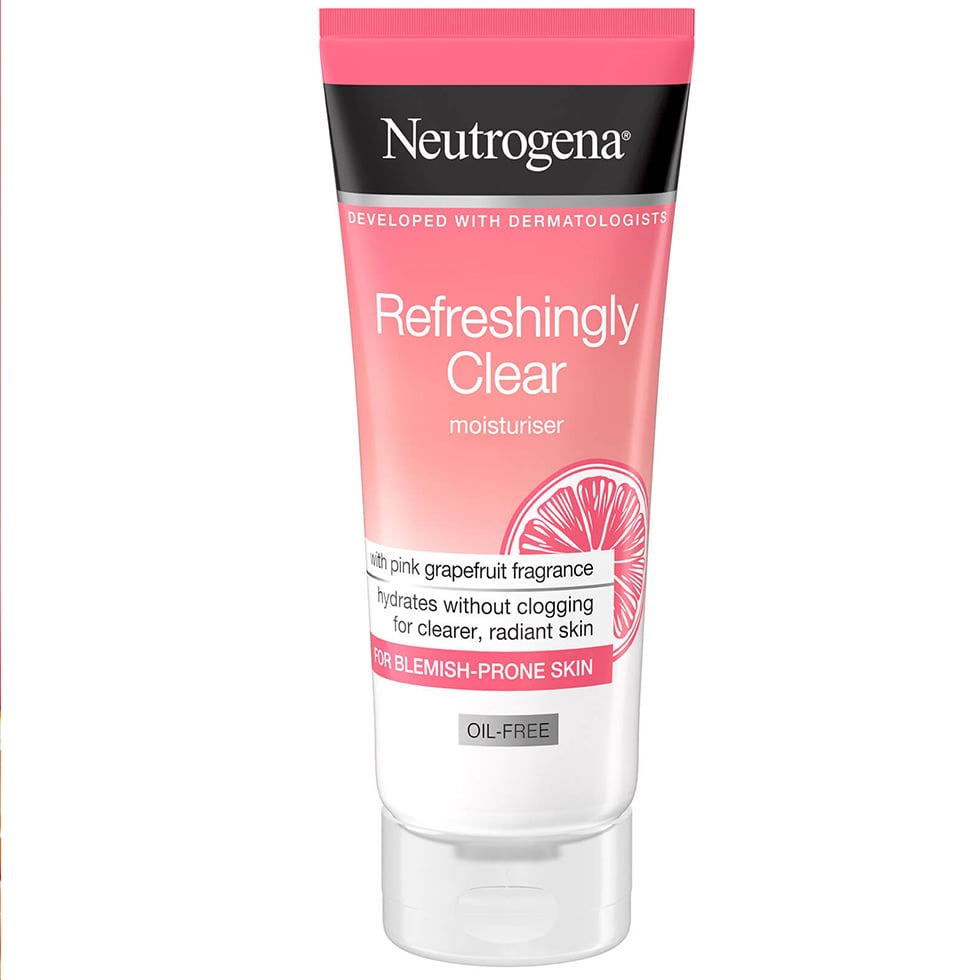 Neutrogena®
DEVELOPED WITH DERMATOLOGISTS
Refreshingly
Clear
moisturiser
with pink grapefruit fragrance
hydrates without clogging
for clearer, radiant skin
FOR BLEMISH-PRONE SKIN
OIL-FREE